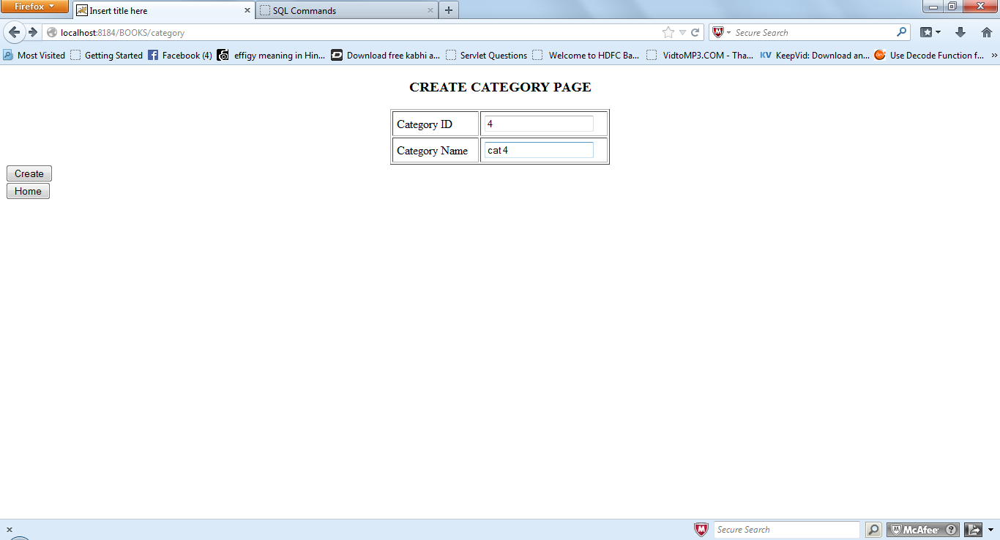 Firefox
Insert title here
SQL Commands
localhost:8184/BOOKS/category
Secure Search
Most Visited Getting Started Facebook (4) effigy meaning in Hin... Download free kabhi a... Servlet Questions Welcome to HDFC Ba... VidtoMP3.COM - Tha... KV KeepVid: Download an... Use Decode Function f... »
CREATE CATEGORY PAGE
Category ID 4
Category Name cat4
Create
Home
Secure Search McAfee ?